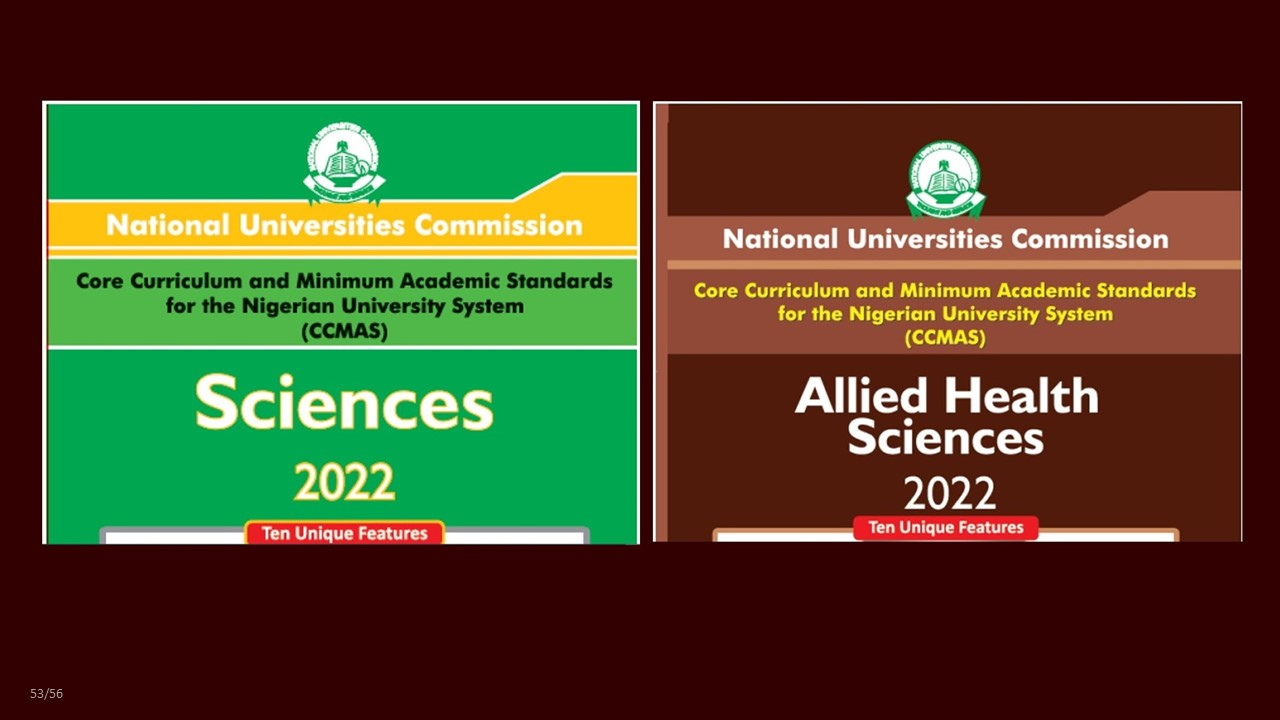 National Universities Commission
Core Curriculum and Minimum Academic Standards
for the Nigerian University System
(CCMAS)
Sciences
2022
Ten Unique Features
National Universities Commission
Core Curriculum and Minimum Academic Standards
for the Nigerian University System
(CCMAS)
Allied Health
Sciences
2022
Ten Unique Features
53/56